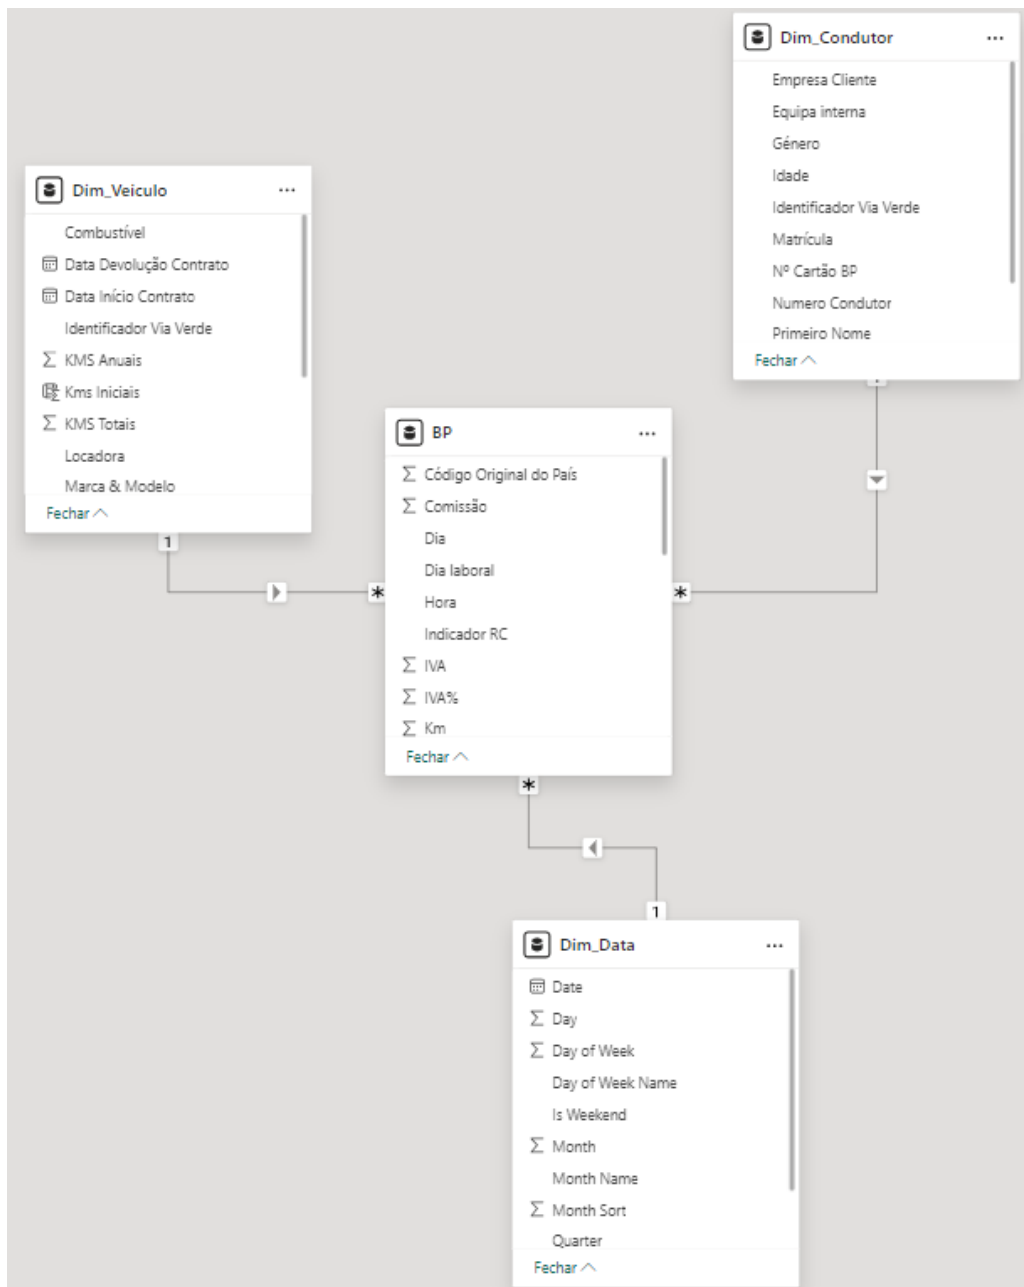 Dim_Condutor
Empresa Cliente
Equipa interna
Género
Idade
Identificador Via Verde
Matrícula
Nº Cartão BP
Numero Condutor
Primeiro Nome
Fechar
Dim_Veiculo
Combustível
Data Devolução Contrato
Data Início Contrato
Identificador Via Verde
KMS Anuais
Kms Iniciais
KMS Totais
Locadora
Marca & Modelo
Fechar
1
*
*
BP
Código Original do País
Comissão
Dia
Dia laboral
Hora
Indicador RC
IVA
IVA%
Km
Fechar
*
1
Dim_Data
Date
Day
Day of Week
Day of Week Name
Is Weekend
Month
Month Name
Month Sort
Quarter
Fechar